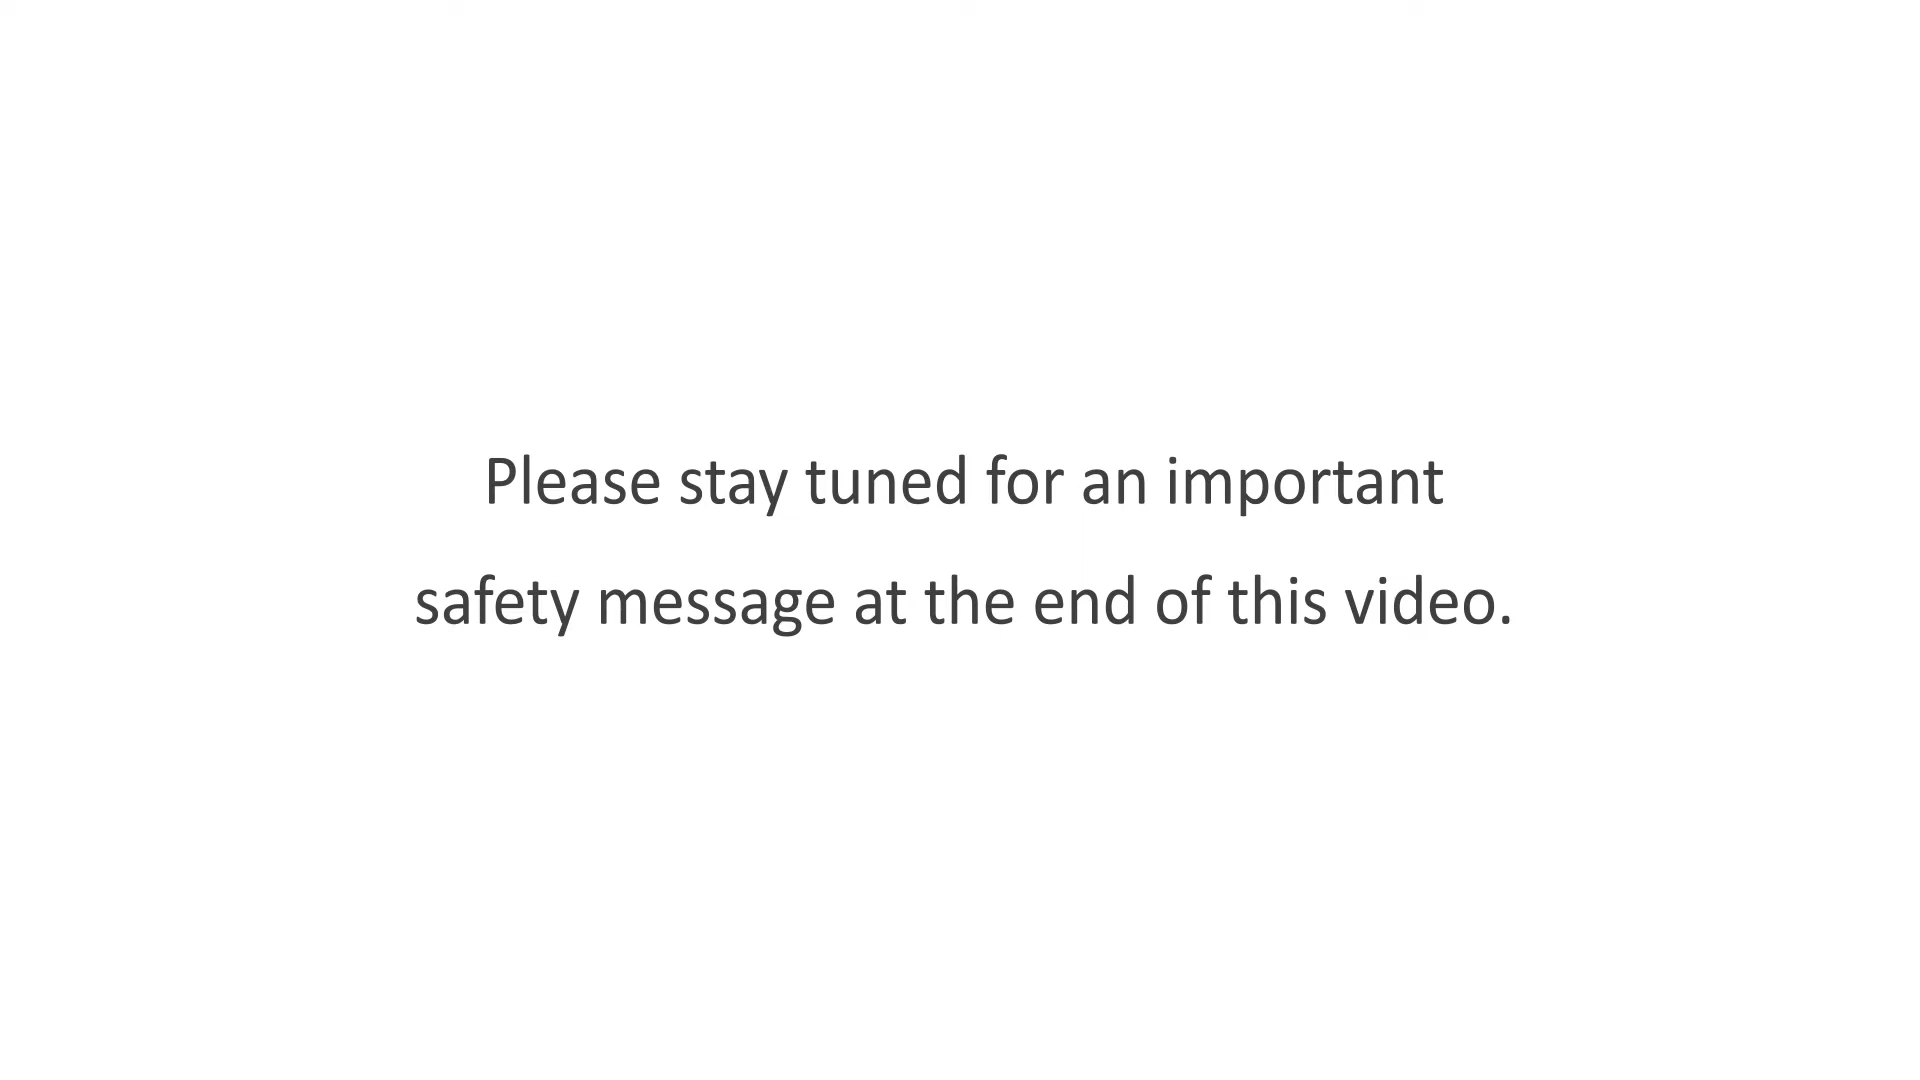 Please stay tuned for an important
safety message at the end of this video.